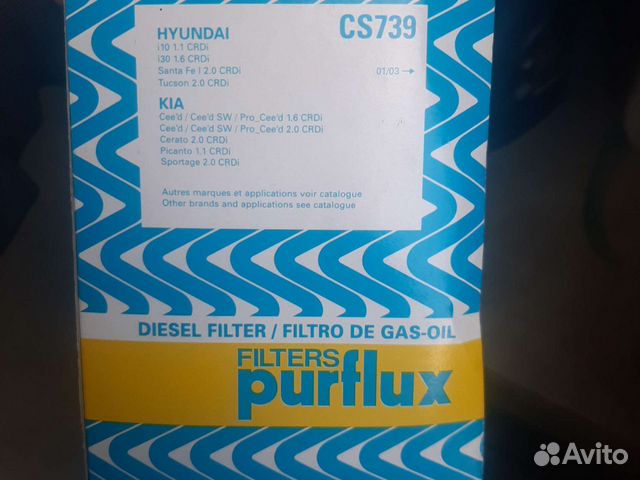 HYUNDAI
CS739
i10 1.1 CRDi
I30 1.6 CRDi
Santa Fe I 2.0 CRDi 01/03 →
Tucson 2.0 CRDi
KIA
Cee'd / Cee'd SW / Pro_Cee'd 1.6 CRDi
Cee'd / Cee'd SW / Pro_Cee'd 2.0 CRDi
Cerato 2.0 CRDi
Picanto 1.1 CRDi
Sportage 2.0 CRDi
Autres marques et applications voir catalogue
Other brands and applications see catalogue
DIESEL FILTER / FILTRO DE GAS-OIL
FILTERS
purflux
Avito